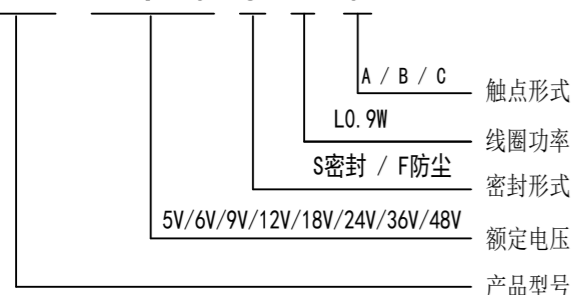 A / B / C
触点形式
L0.9W
线圈功率
S密封 / F防尘
密封形式
5V/6V/9V/12V/18V/24V/36V/48V
额定电压
产品型号